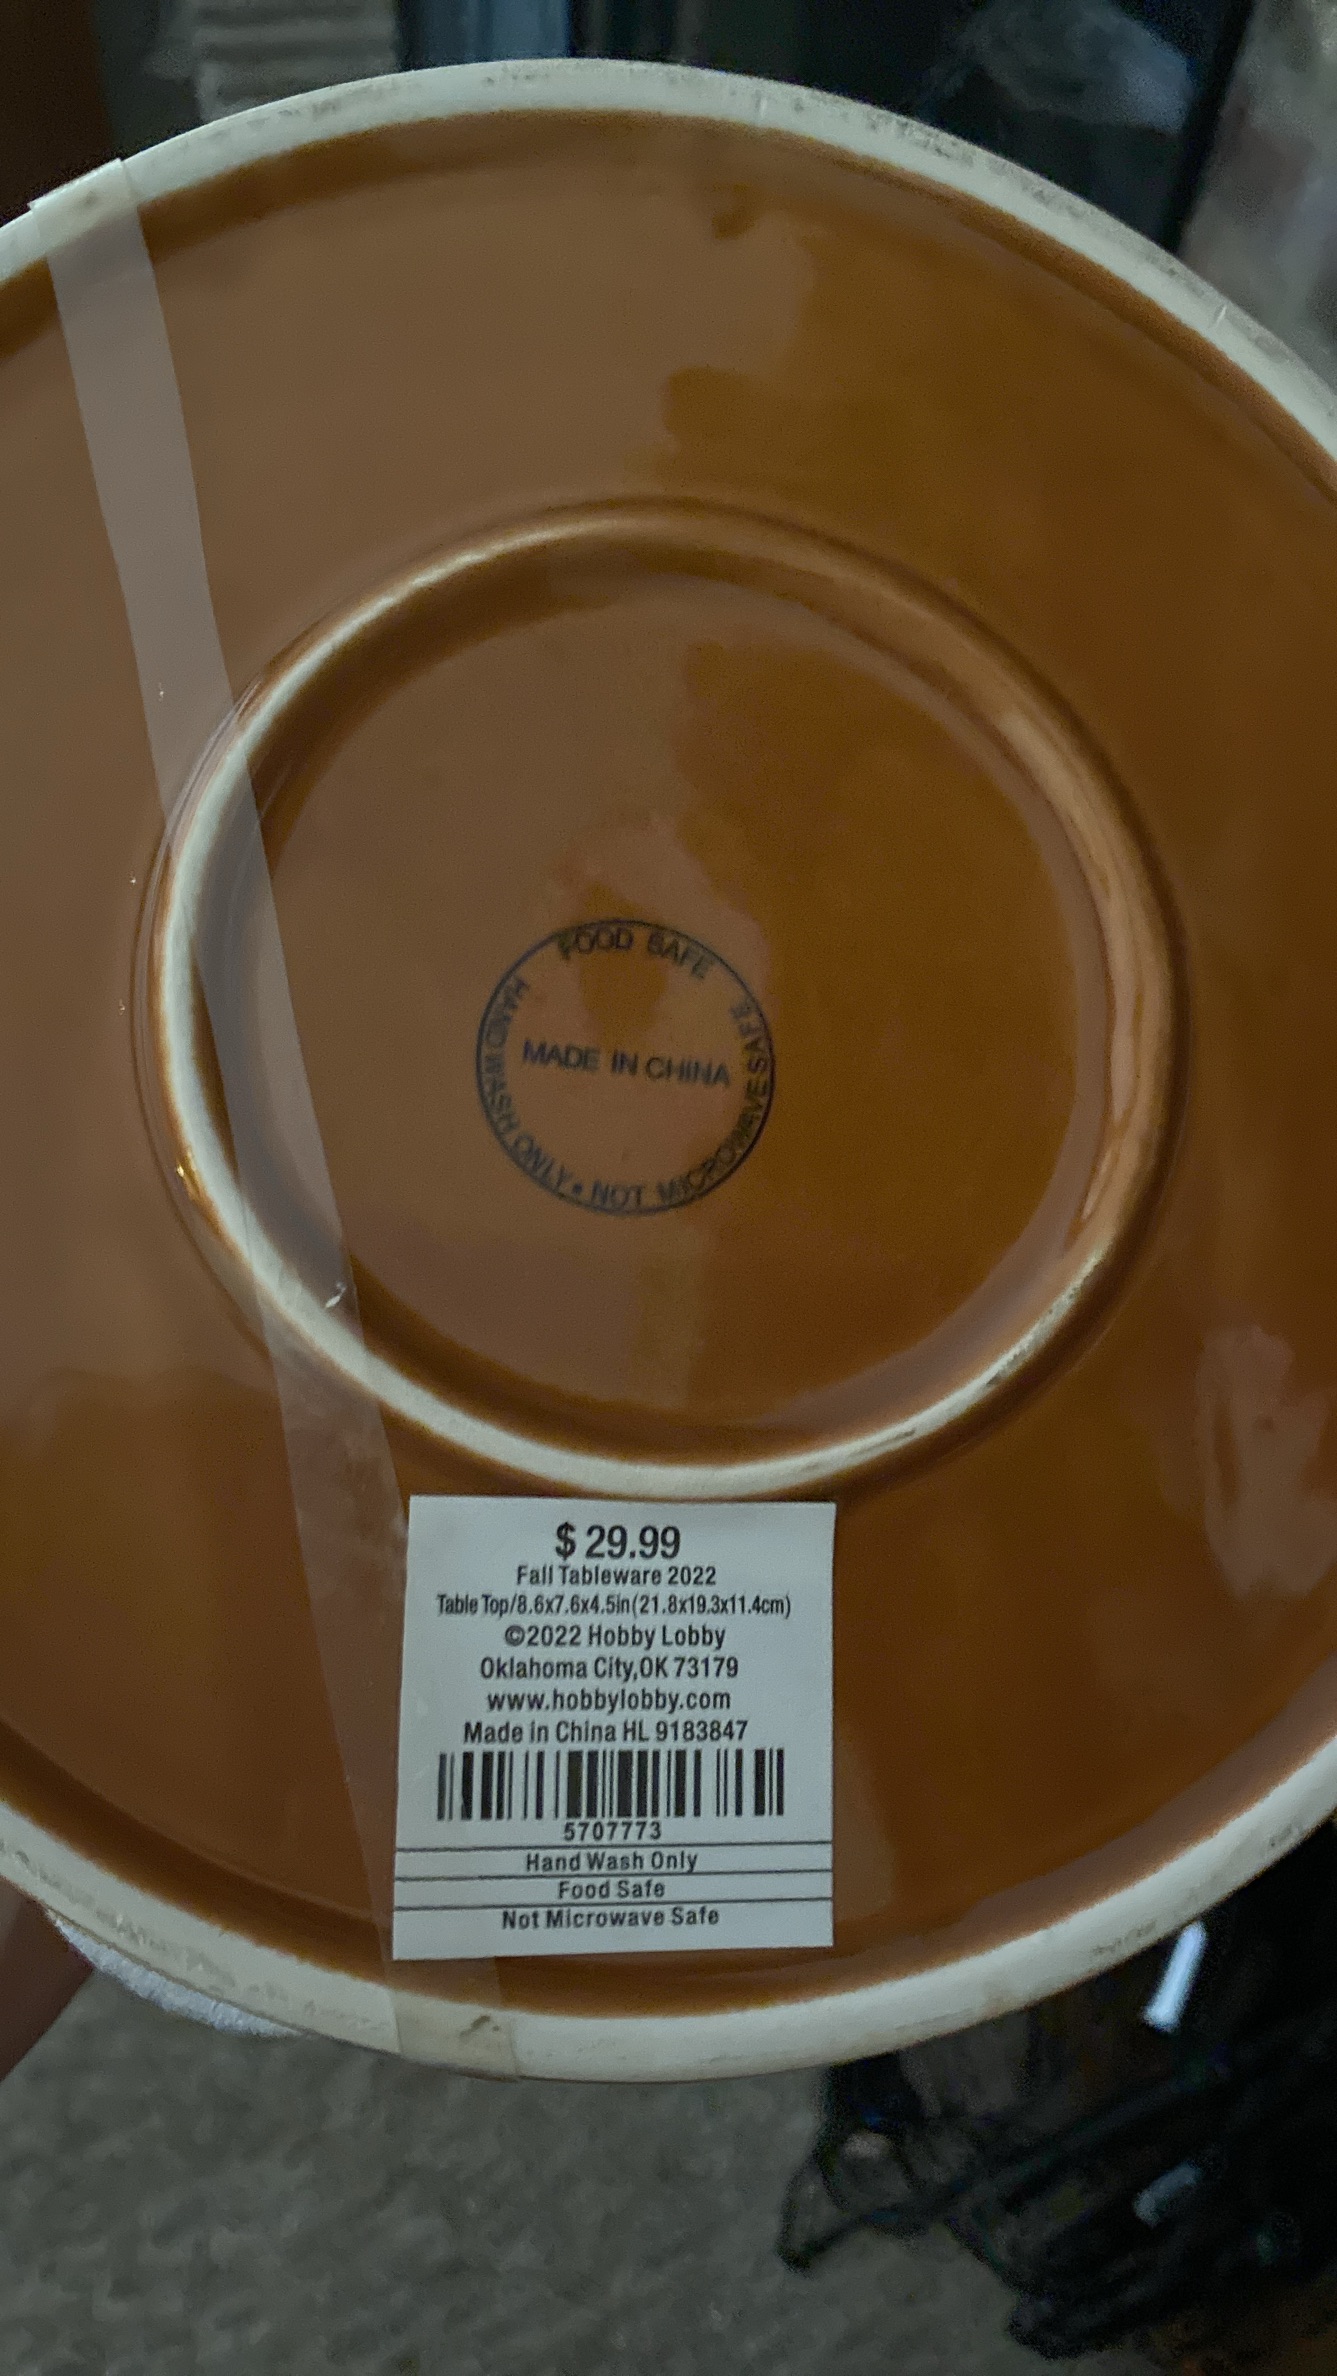 FOOD SAFE
MADE IN CHINA
HAND WASH ONLY • NOT MICROWAVE SAFE
$ 29.99
Fall Tableware 2022
Table Top/8.6x7.6x4.5in(21.8x19.3x11.4cm)
©2022 Hobby Lobby
Oklahoma City,OK 73179
www.hobbylobby.com
Made in China HL 9183847
5707773
Hand Wash Only
Food Safe
Not Microwave Safe